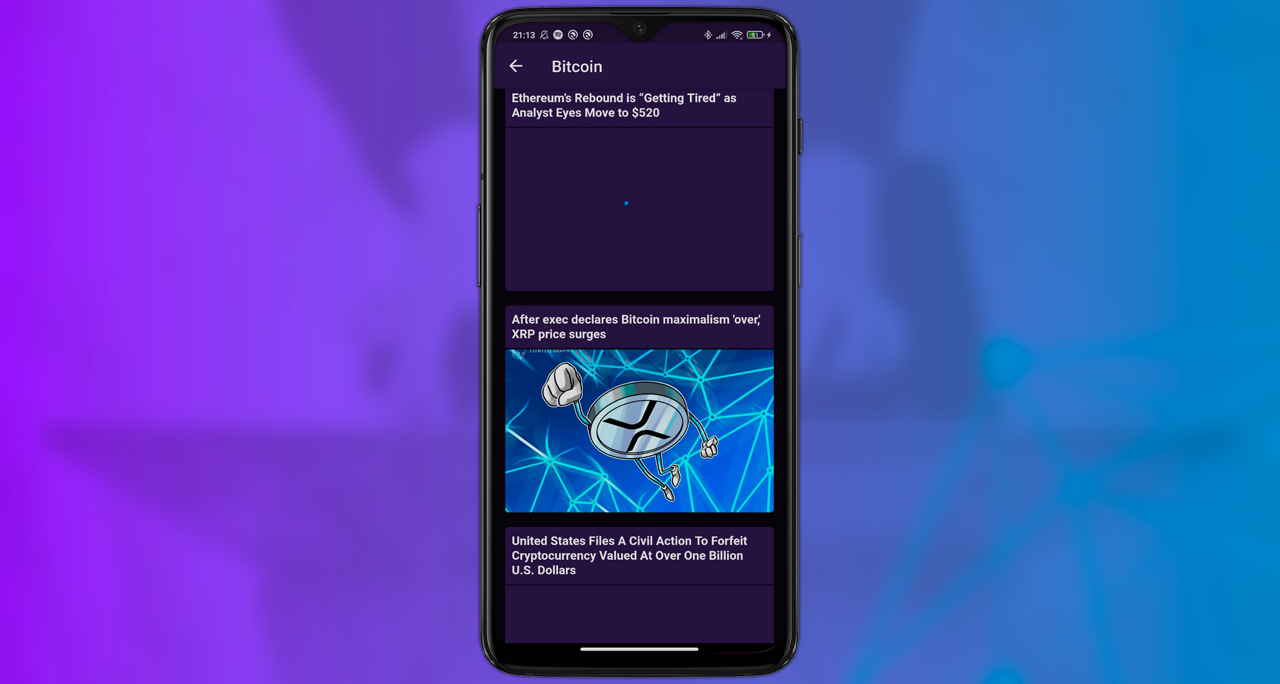 21:13
51
Bitcoin
Ethereum's Rebound is “Getting Tired” as
Analyst Eyes Move to $520
After exec declares Bitcoin maximalism 'over,'
XRP price surges
United States Files A Civil Action To Forfeit
Cryptocurrency Valued At Over One Billion
U.S. Dollars